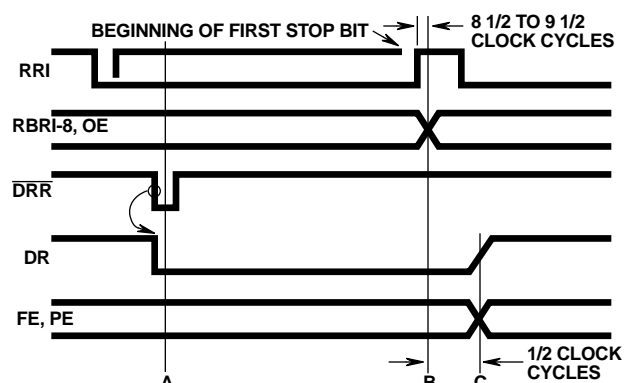 BEGINNING OF FIRST STOP BIT
8 1/2 TO 9 1/2
CLOCK CYCLES
RRI
RBRI-8, OE
DRR
DR
FE, PE
1/2 CLOCK
CYCLES
A
B
C